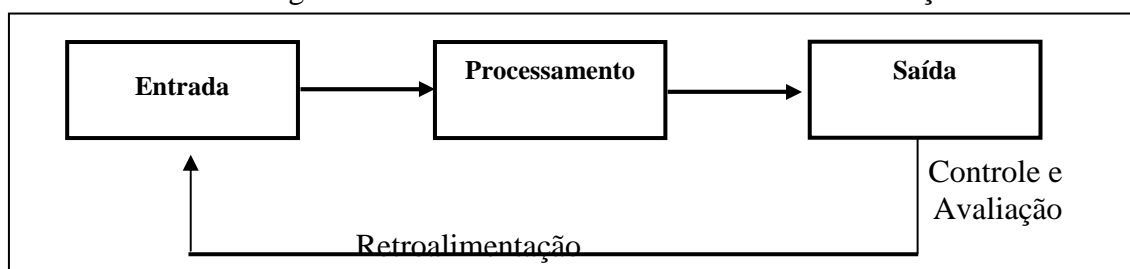 Entrada
Processamento
Saída
Controle e
Avaliação
Retroalimentação